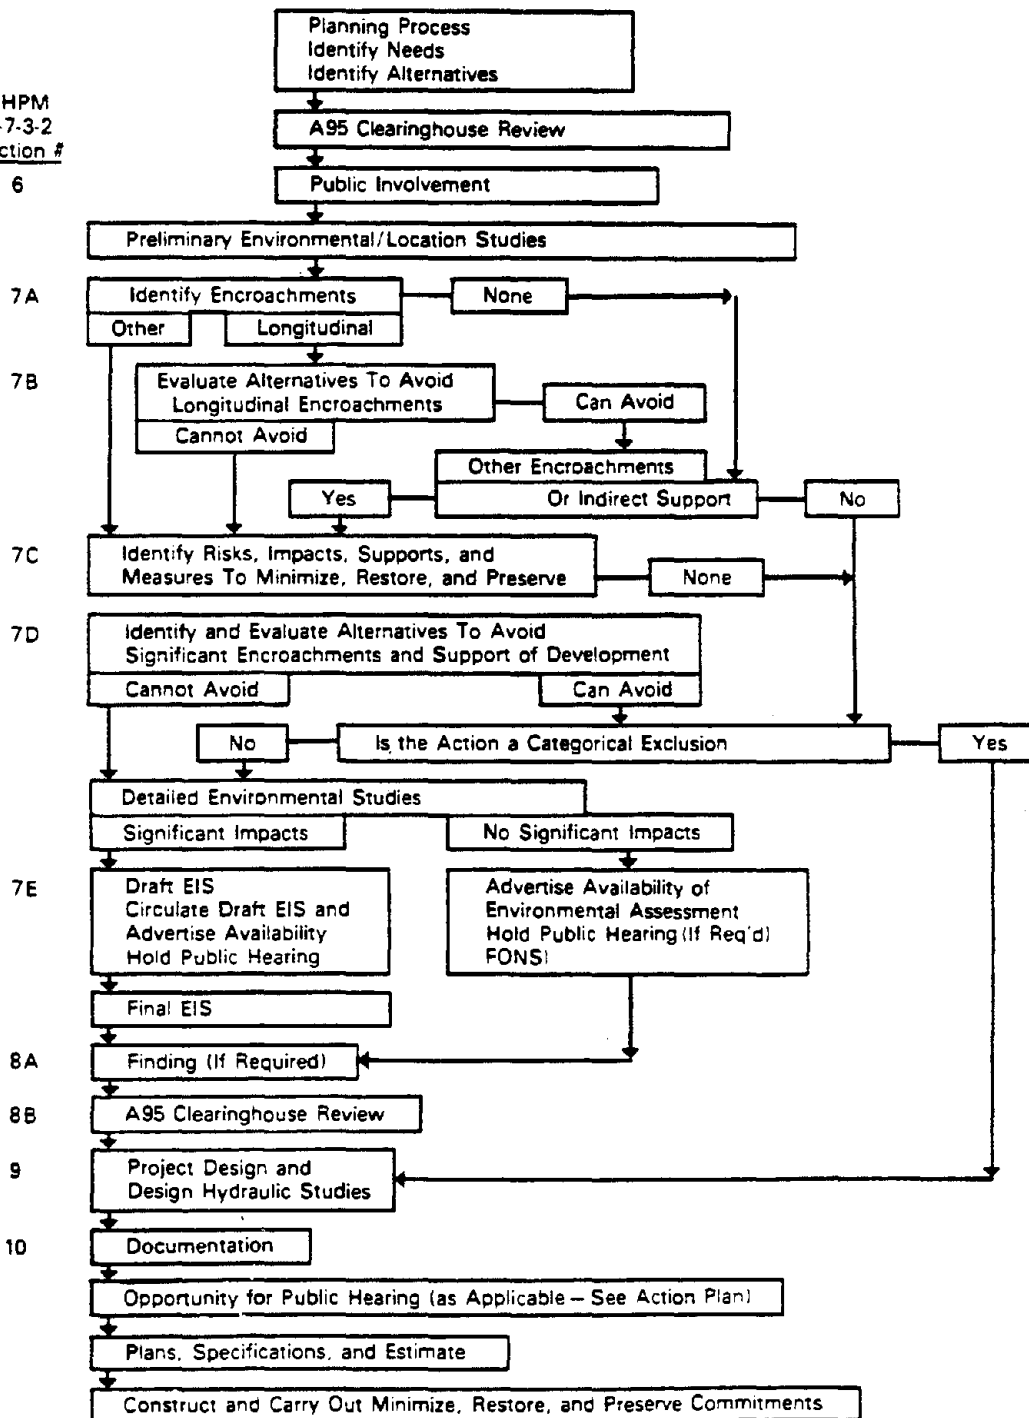 Planning Process
Identify Needs
Identify Alternatives
HPM
-7-3-2
ction #
A95 Clearinghouse Review
6
Public Involvement
Preliminary Environmental/Location Studies
7A
Identify Encroachments
None
Other
Longitudinal
7B
Evaluate Alternatives To Avoid
Longitudinal Encroachments
Can Avoid
Cannot Avoid
Other Encroachments
Yes
Or Indirect Support
No
7C
Identify Risks, Impacts, Supports, and
Measures To Minimize, Restore, and Preserve
None
7D
Identify and Evaluate Alternatives To Avoid
Significant Encroachments and Support of Development
Cannot Avoid
Can Avoid
No
Is the Action a Categorical Exclusion
Yes
Detailed Environmental Studies
Significant Impacts
No Significant Impacts
7E
Draft EIS
Circulate Draft EIS and
Advertise Availability
Hold Public Hearing
Advertise Availability of
Environmental Assessment
Hold Public Hearing (If Req'd)
FONSI
Final EIS
8A
Finding (If Required)
8B
A95 Clearinghouse Review
9
Project Design and
Design Hydraulic Studies
10
Documentation
Opportunity for Public Hearing (as Applicable – See Action Plan)
Plans, Specifications, and Estimate
Construct and Carry Out Minimize, Restore, and Preserve Commitments